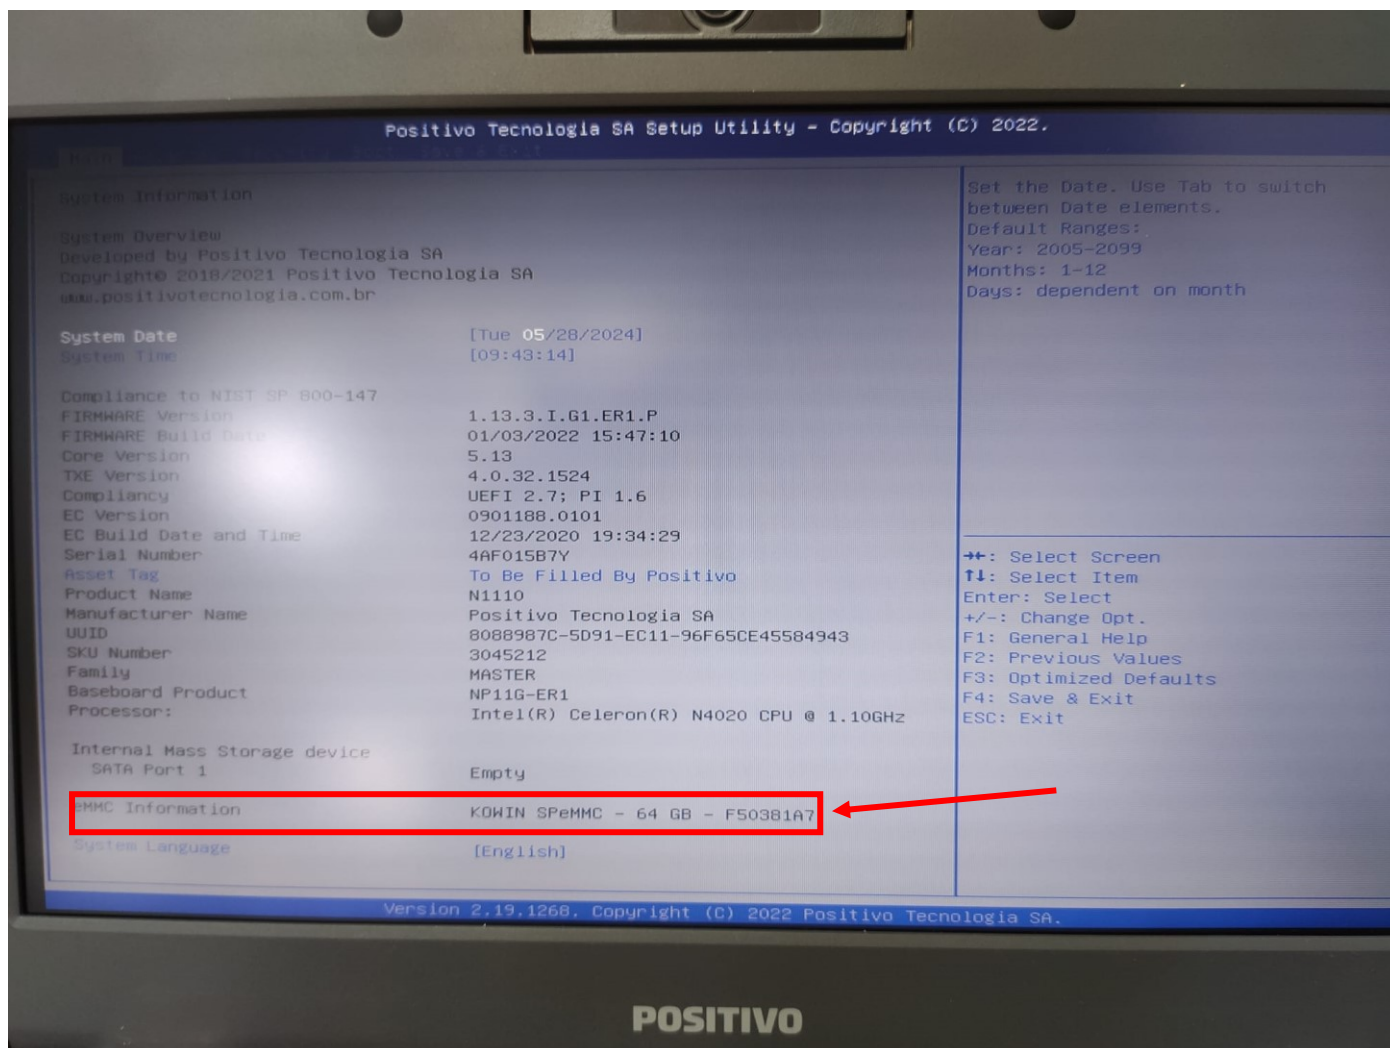 Positivo Tecnologia SA Setup Utility – Copyright (C) 2022.
Main Save & Exit
System Information
System Overview
Developed by Positivo Tecnologia SA
Copyright© 2018/2021 Positivo Tecnologia SA
www.positivotecnologia.com.br
System Date [Tue 05/28/2024]
System Time [09:43:14]
Compliance to NIST SP 800-147
FIRMWARE Version 1.13.3.I.G1.ER1.P
FIRMWARE Build Date 01/03/2022 15:47:10
Core Version 5.13
TXE Version 4.0.32.1524
Compliancy UEFI 2.7; PI 1.6
EC Version 0901188.0101
EC Build Date and Time 12/23/2020 19:34:29
Serial Number 4AF015B7Y
Asset Tag To Be Filled By Positivo
Product Name N1110
Manufacturer Name Positivo Tecnologia SA
UUID 8088987C-5D91-EC11-96F65CE45584943
SKU Number 3045212
Family MASTER
Baseboard Product NP11G-ER1
Processor: Intel(R) Celeron(R) N4020 CPU @ 1.10GHz
Internal Mass Storage device
SATA Port 1 Empty
eMMC Information KOWIN SPeMMC – 64 GB – F50381A7
System Language [English]
Set the Date. Use Tab to switch
between Date elements.
Default Ranges:
Year: 2005-2099
Months: 1-12
Days: dependent on month
→←: Select Screen
↑↓: Select Item
Enter: Select
+/-: Change Opt.
F1: General Help
F2: Previous Values
F3: Optimized Defaults
F4: Save & Exit
ESC: Exit
Version 2.19.1268. Copyright (C) 2022 Positivo Tecnologia SA.
POSITIVO